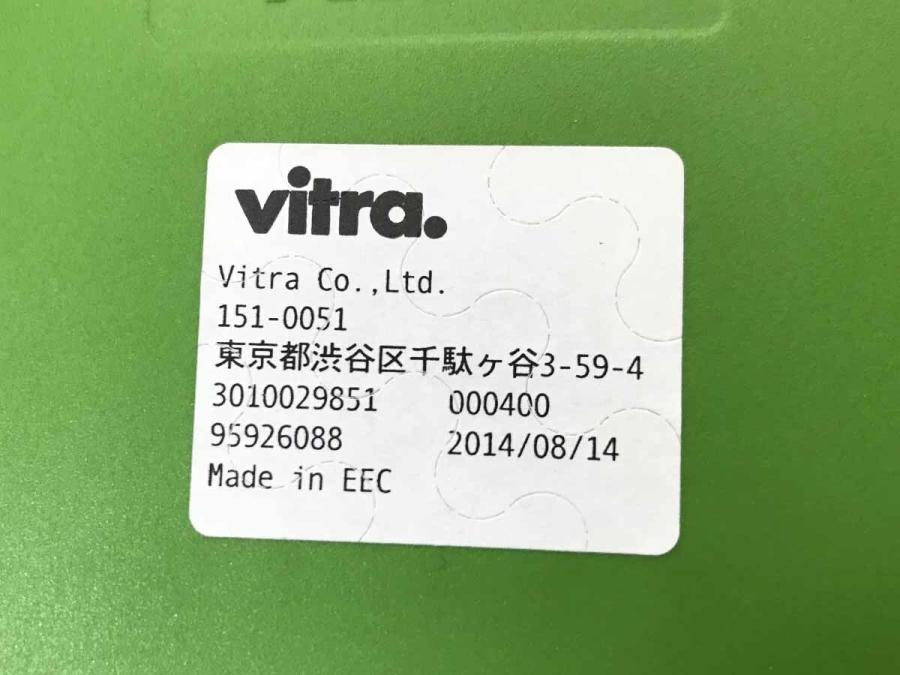 vitra.
Vitra Co.,Ltd.
151-0051
東京都渋谷区千駄ヶ谷3-59-4
3010029851 000400
95926088 2014/08/14
Made in EEC